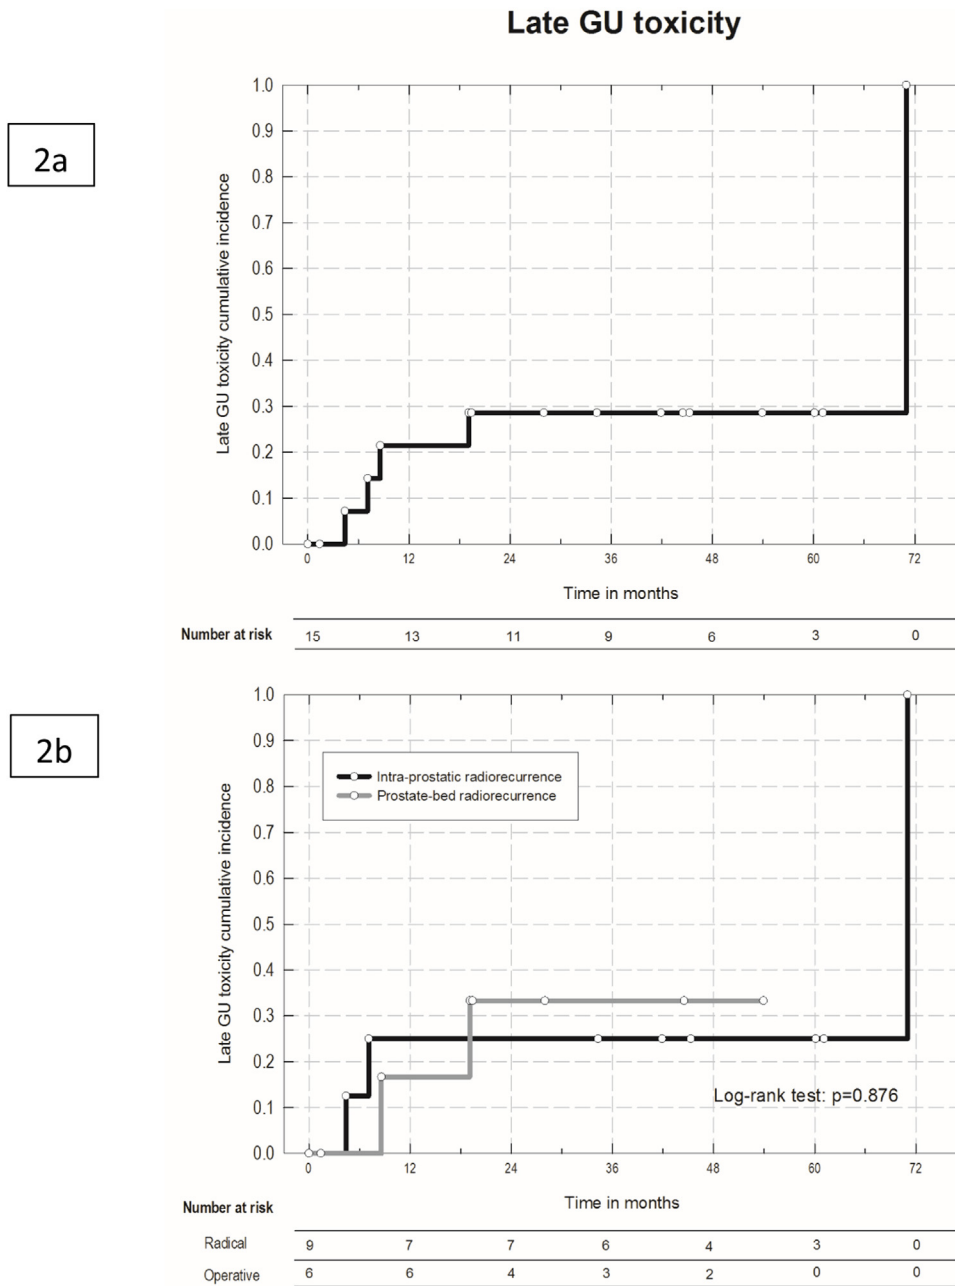 Late GU toxicity
2a
Late GU toxicity cumulative incidence
1.0
0.9
0.8
0.7
0.6
0.5
0.4
0.3
0.2
0.1
0.0
0 12 24 36 48 60 72
Time in months
Number at risk 15 13 11 9 6 3 0
2b
Late GU toxicity cumulative incidence
1.0
0.9
0.8
0.7
0.6
0.5
0.4
0.3
0.2
0.1
0.0
Intra-prostatic radiorecurrence
Prostate-bed radiorecurrence
Log-rank test: p=0.876
0 12 24 36 48 60 72
Time in months
Number at risk
Radical 9 7 7 6 4 3 0
Operative 6 6 4 3 2 0 0